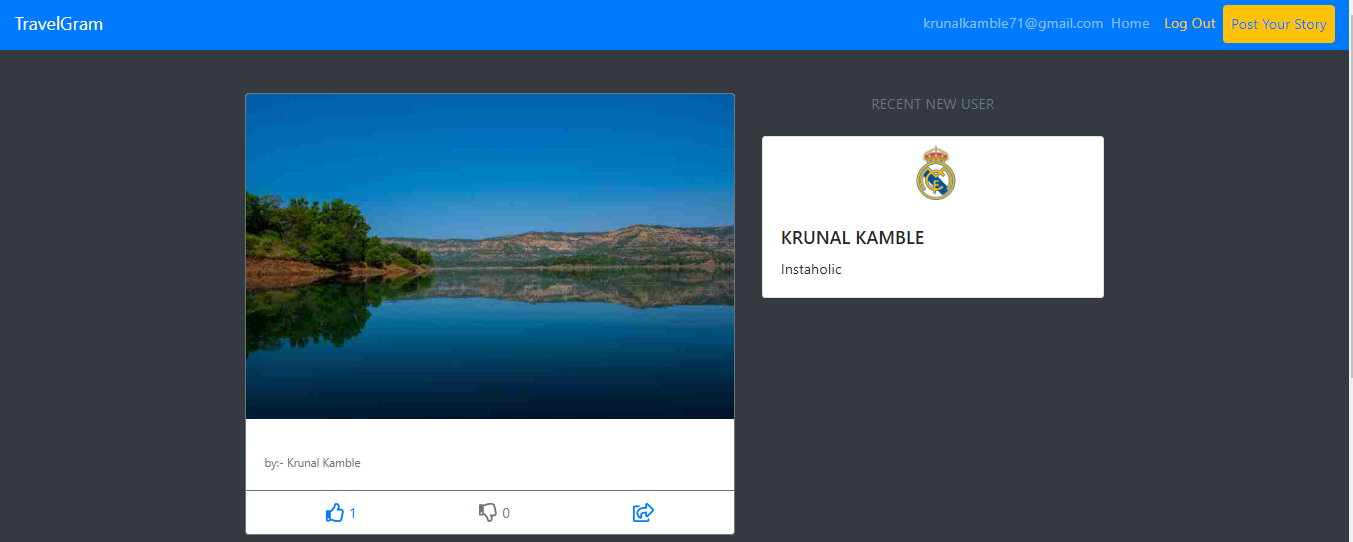 TravelGram krunalkamble71@gmail.com Home Log Out Post Your Story
by:- Krunal Kamble
1 0
RECENT NEW USER
KRUNAL KAMBLE
Instaholic